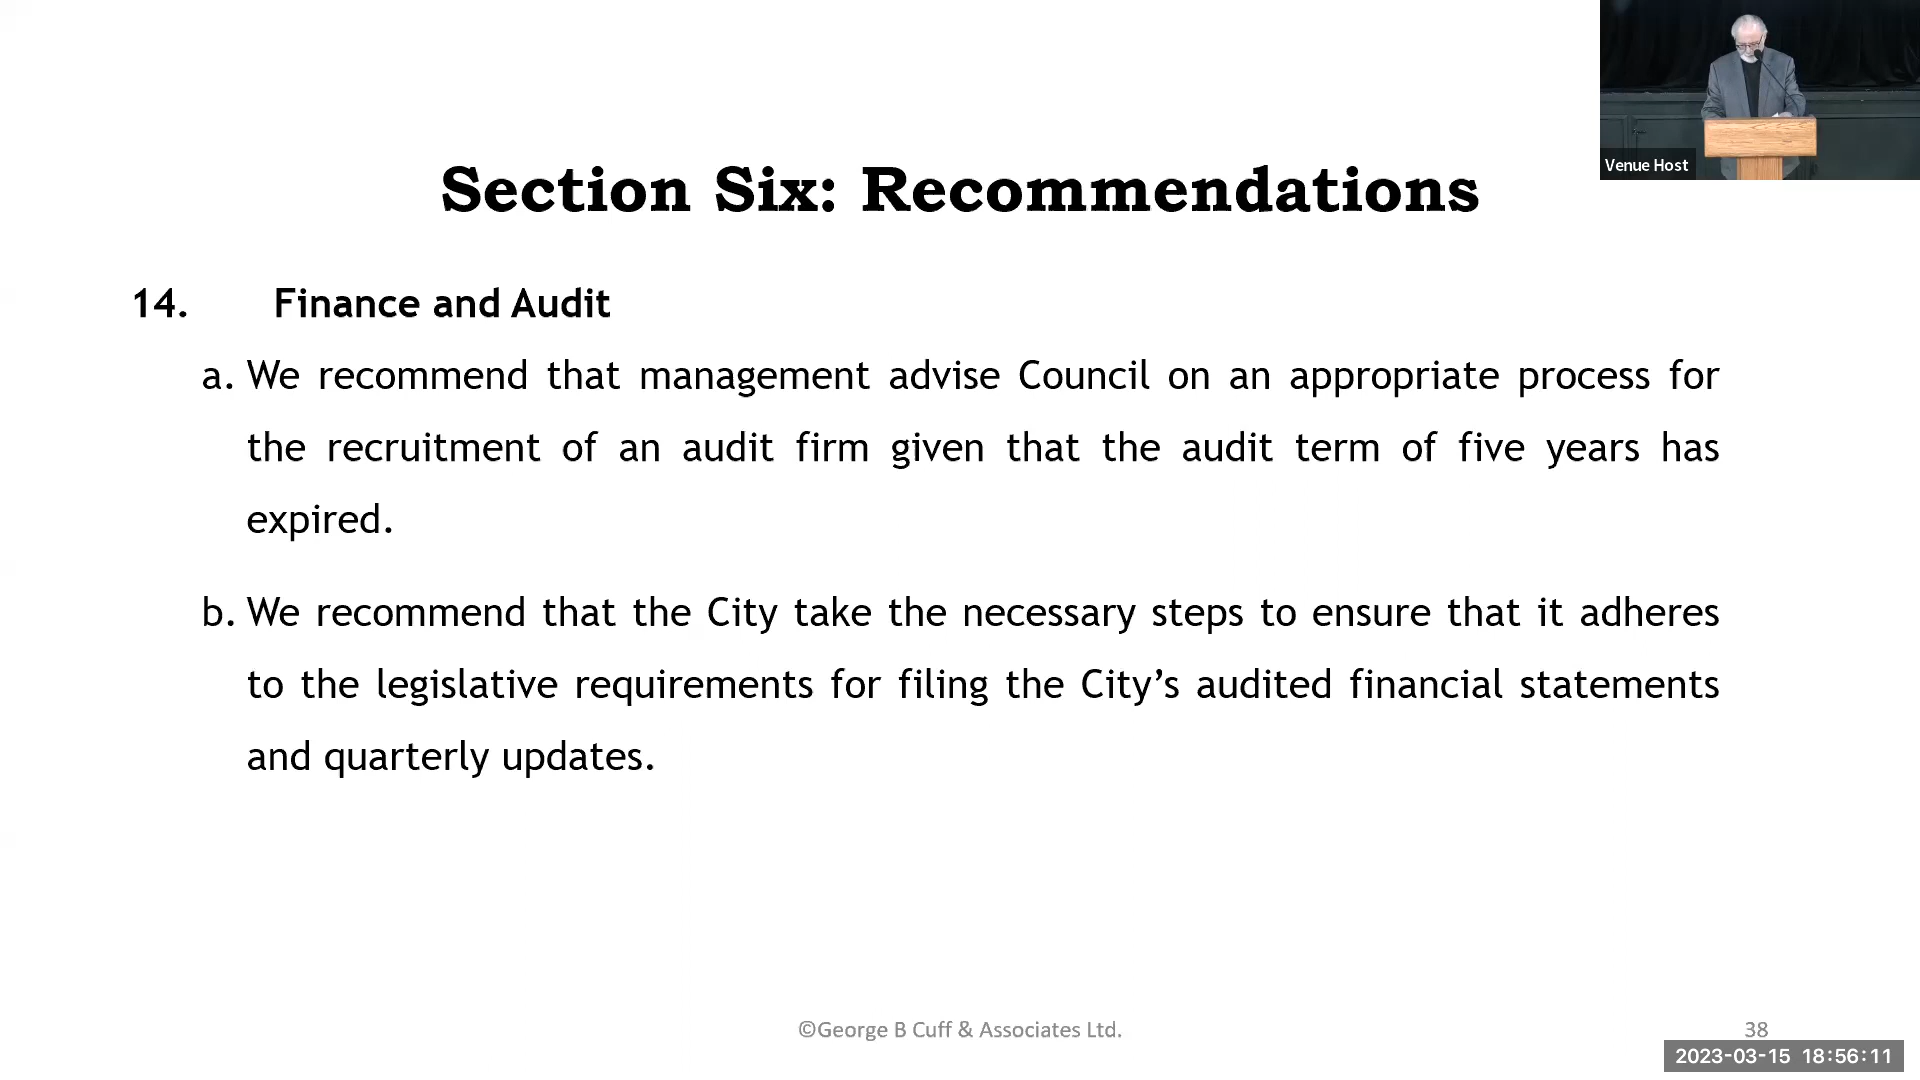 Venue Host
Section Six: Recommendations
14. Finance and Audit
a. We recommend that management advise Council on an appropriate process for
the recruitment of an audit firm given that the audit term of five years has
expired.
b. We recommend that the City take the necessary steps to ensure that it adheres
to the legislative requirements for filing the City’s audited financial statements
and quarterly updates.
©George B Cuff & Associates Ltd.
38
2023-03-15 18:56:11